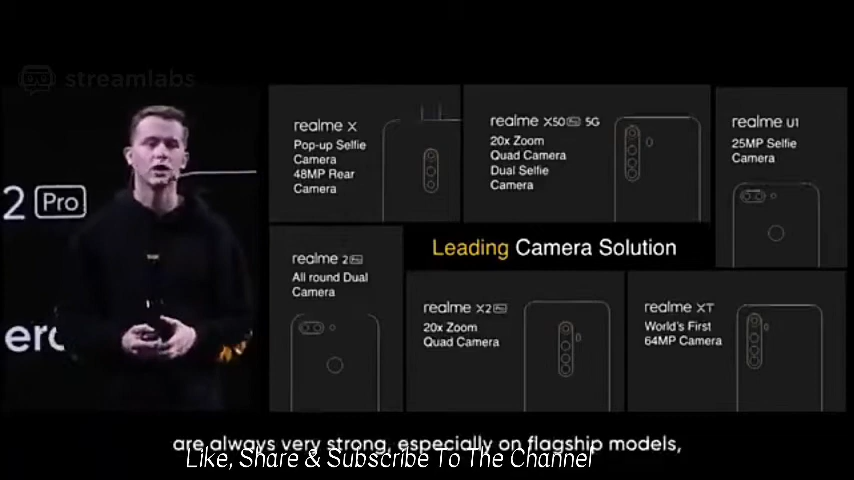 streamlabs
2 Pro
realme X
Pop-up Selfie
Camera
48MP Rear
Camera
realme X50 Pro 5G
20x Zoom
Quad Camera
Dual Selfie
Camera
realme U1
25MP Selfie
Camera
Leading Camera Solution
realme 2 Pro
All round Dual
Camera
realme X2 Pro
20x Zoom
Quad Camera
realme XT
World's First
64MP Camera
are always very strong, especially on flagship models,
Like, Share & Subscribe To The Channel